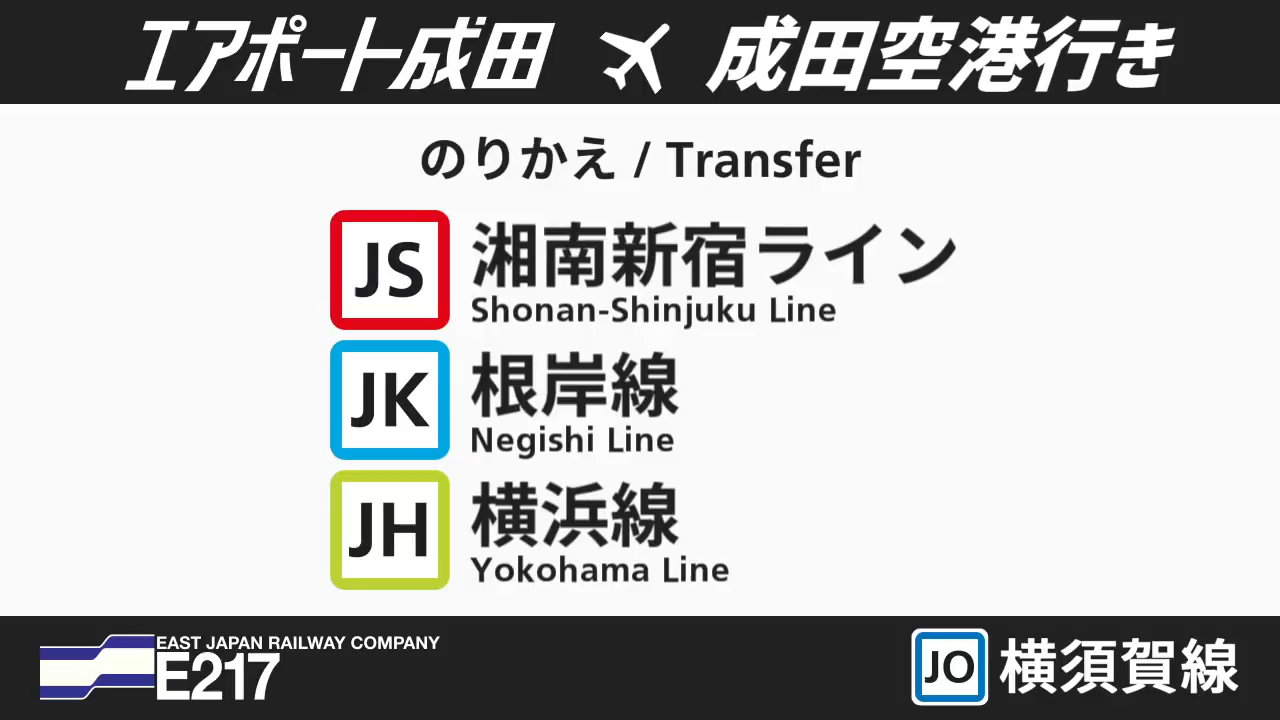 エアポート成田 ✈ 成田空港行き
のりかえ / Transfer
JS 湘南新宿ライン
Shonan-Shinjuku Line
JK 根岸線
Negishi Line
JH 横浜線
Yokohama Line
EAST JAPAN RAILWAY COMPANY
E217
JO 横須賀線